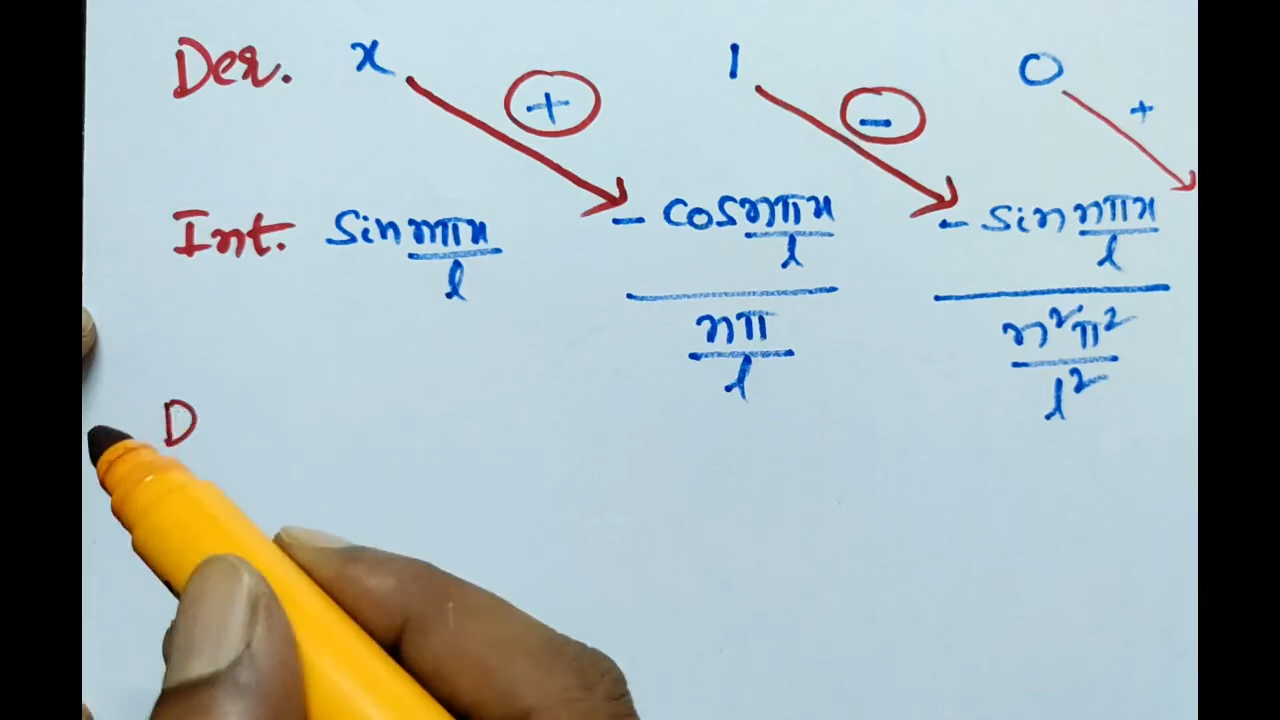 Der. x + 1 - 0 +
Int. Sin nπx/l - cos nπx/l / nπ/l - sin nπx/l / n²π²/l²
D